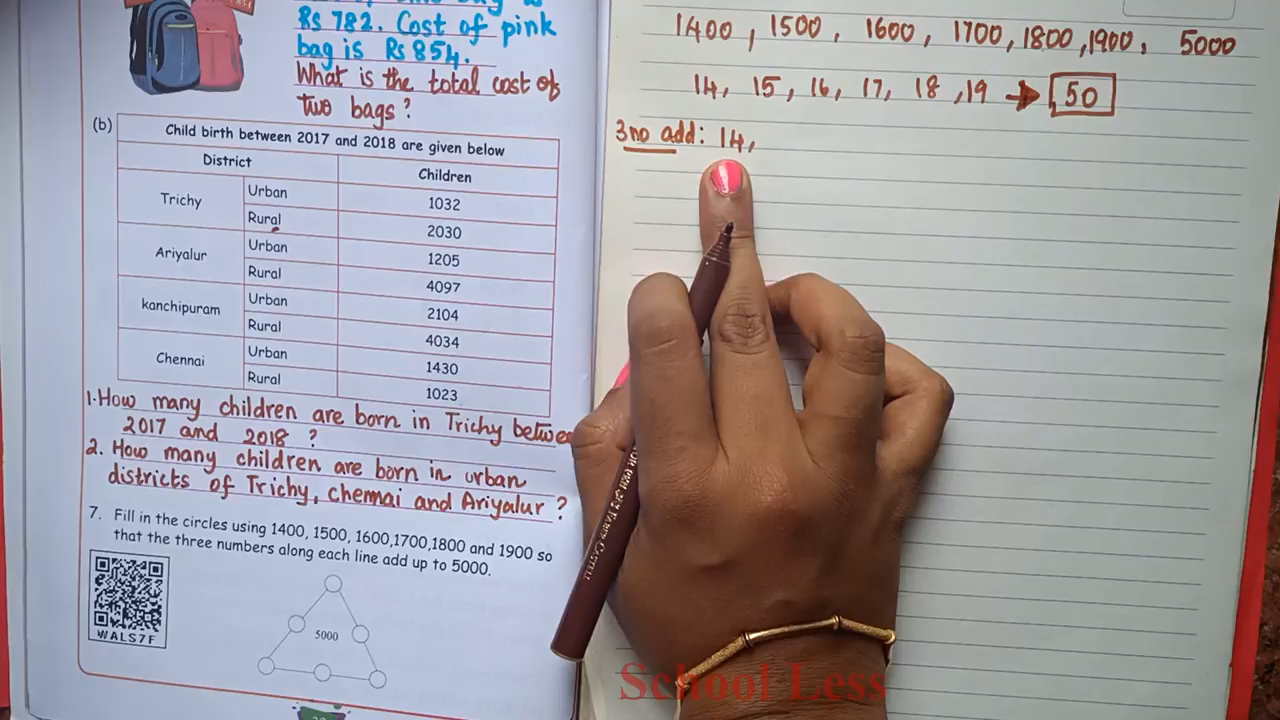 Rs 782. Cost of pink
bag is Rs 854.
What is the total cost of
two bags?
(b)
Child birth between 2017 and 2018 are given below
District Children
Trichy Urban 1032
Rural 2030
Ariyalur Urban 1205
Rural 4097
kanchipuram Urban 2104
Rural 4034
Chennai Urban 1430
Rural 1023
1. How many children are born in Trichy
2017 and 2018 ?
2. How many children are born in urban
districts of Trichy, chennai and Ariyalur ?
7. Fill in the circles using 1400, 1500, 1600,1700,1800 and 1900 so
that the three numbers along each line add up to 5000.
WALS7F
5000
1400 , 1500 , 1600 , 1700 , 1800 , 1900 , 5000
14, 15, 16, 17, 18 ,19 → 50
3no add: 14,
School Less